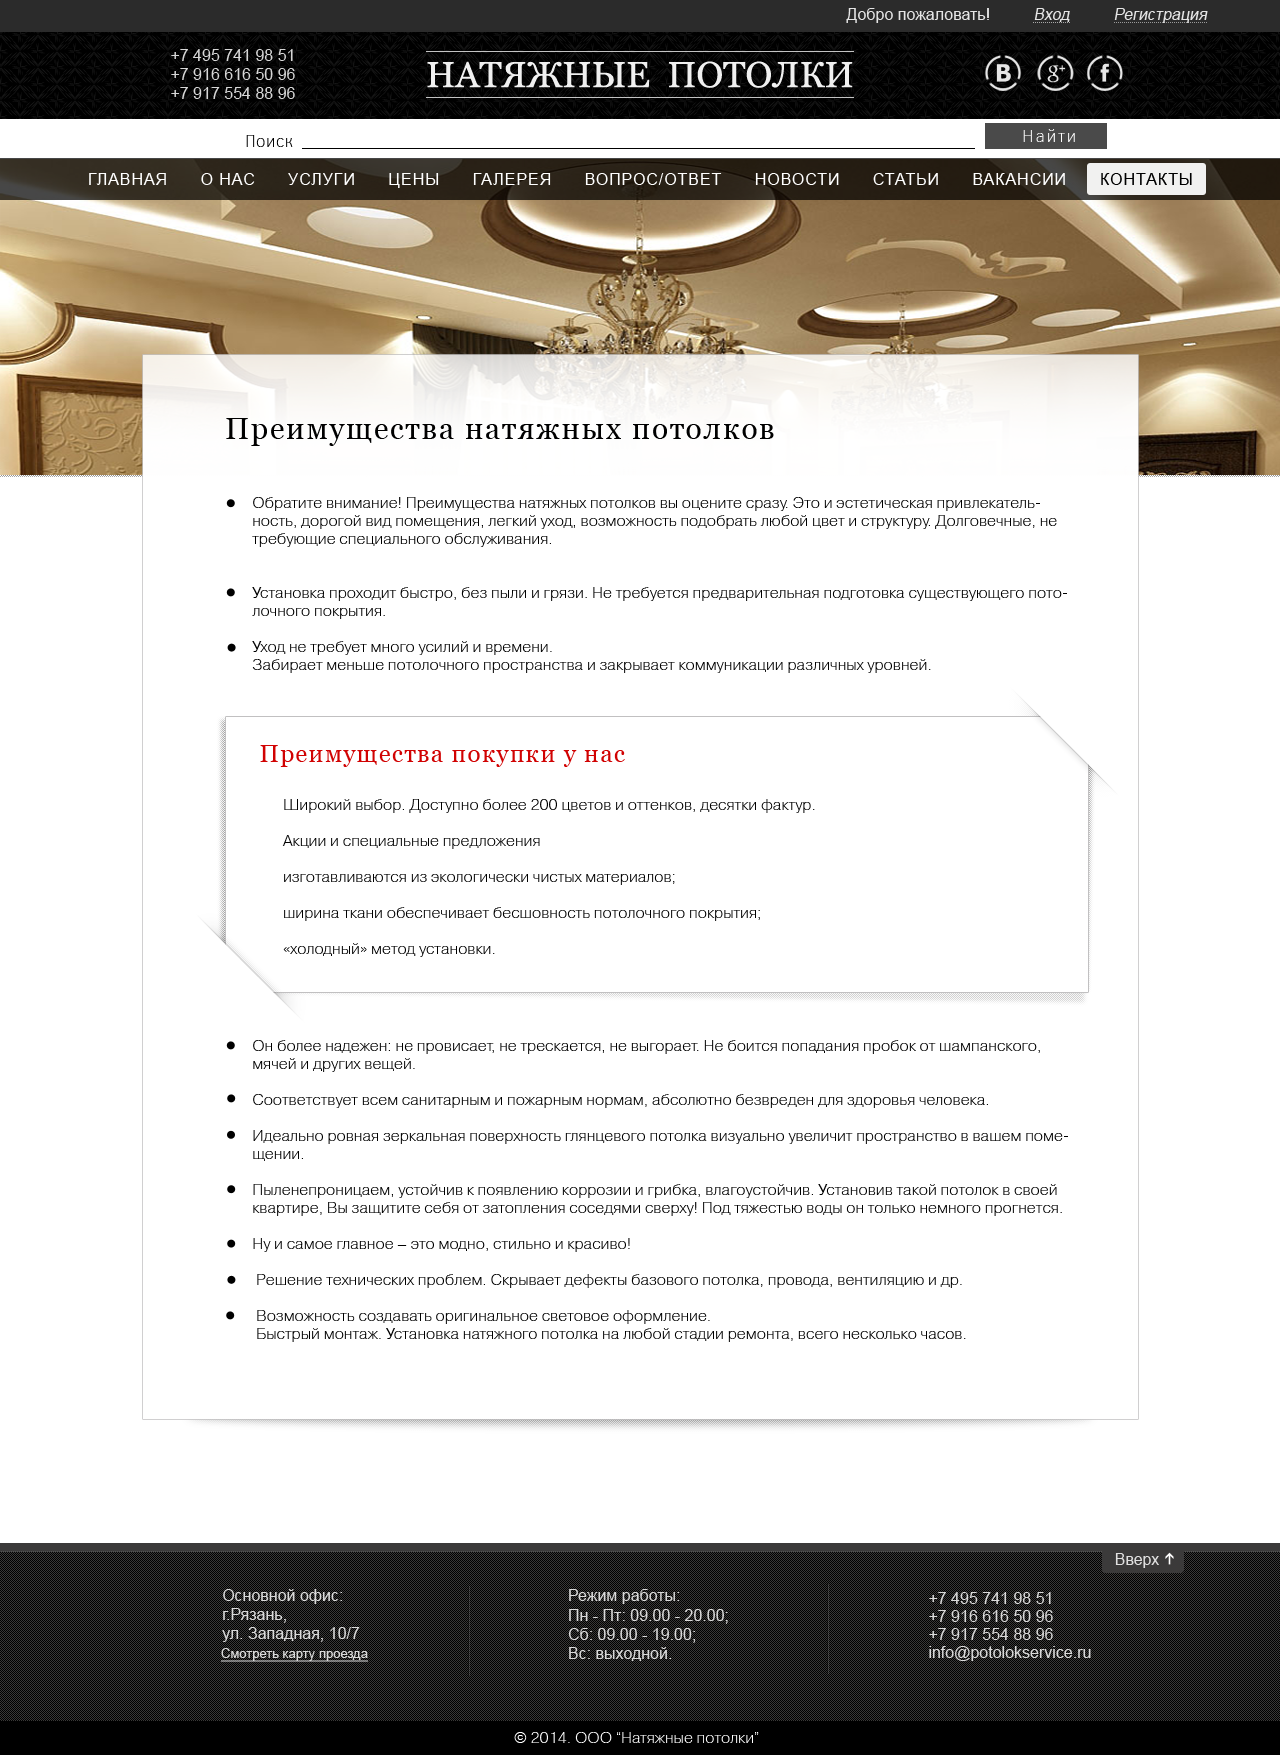 Добро пожаловать! Вход Регистрация
+7 495 741 98 51
+7 916 616 50 96
+7 917 554 88 96
НАТЯЖНЫЕ ПОТОЛКИ
B g+ f
Поиск Найти
ГЛАВНАЯ О НАС УСЛУГИ ЦЕНЫ ГАЛЕРЕЯ ВОПРОС/ОТВЕТ НОВОСТИ СТАТЬИ ВАКАНСИИ КОНТАКТЫ
Преимущества натяжных потолков
● Обратите внимание! Преимущества натяжных потолков вы оцените сразу. Это и эстетическая привлекатель-
ность, дорогой вид помещения, легкий уход, возможность подобрать любой цвет и структуру. Долговечные, не
требующие специального обслуживания.
● Установка проходит быстро, без пыли и грязи. Не требуется предварительная подготовка существующего пото-
лочного покрытия.
● Уход не требует много усилий и времени.
Забирает меньше потолочного пространства и закрывает коммуникации различных уровней.
Преимущества покупки у нас
Широкий выбор. Доступно более 200 цветов и оттенков, десятки фактур.
Акции и специальные предложения
изготавливаются из экологически чистых материалов;
ширина ткани обеспечивает бесшовность потолочного покрытия;
«холодный» метод установки.
● Он более надежен: не провисает, не трескается, не выгорает. Не боится попадания пробок от шампанского,
мячей и других вещей.
● Соответствует всем санитарным и пожарным нормам, абсолютно безвреден для здоровья человека.
● Идеально ровная зеркальная поверхность глянцевого потолка визуально увеличит пространство в вашем поме-
щении.
● Пыленепроницаем, устойчив к появлению коррозии и грибка, влагоустойчив. Установив такой потолок в своей
квартире, Вы защитите себя от затопления соседями сверху! Под тяжестью воды он только немного прогнется.
● Ну и самое главное – это модно, стильно и красиво!
● Решение технических проблем. Скрывает дефекты базового потолка, провода, вентиляцию и др.
● Возможность создавать оригинальное световое оформление.
Быстрый монтаж. Установка натяжного потолка на любой стадии ремонта, всего несколько часов.
Вверх ↑
Основной офис:
г.Рязань,
ул. Западная, 10/7
Смотреть карту проезда
Режим работы:
Пн - Пт: 09.00 - 20.00;
Сб: 09.00 - 19.00;
Вс: выходной.
+7 495 741 98 51
+7 916 616 50 96
+7 917 554 88 96
info@potolokservice.ru
© 2014. ООО “Натяжные потолки”